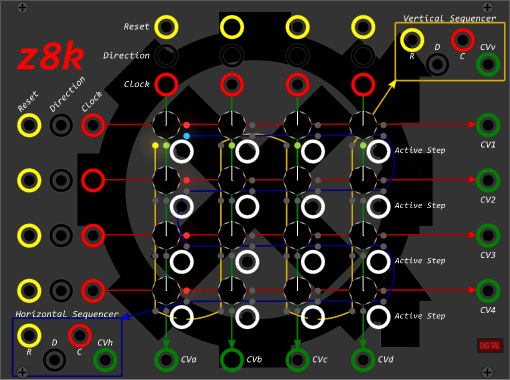 Vertical Sequencer
Reset
R
D
C
CVv
Direction
z8k
Clock
Reset
Direction
Clock
CV1
Active Step
CV2
Active Step
CV3
Active Step
CV4
Horizontal Sequencer
Active Step
R
D
C
CVh
CVa
CVb
CVc
CVd
DIGITAL